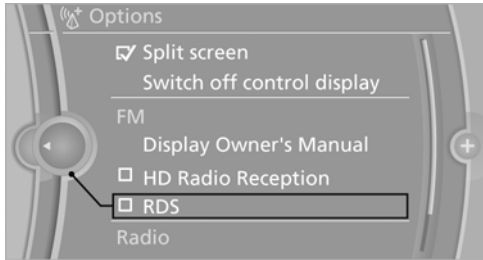 Options
Split screen
Switch off control display
FM
Display Owner's Manual
HD Radio Reception
RDS
Radio